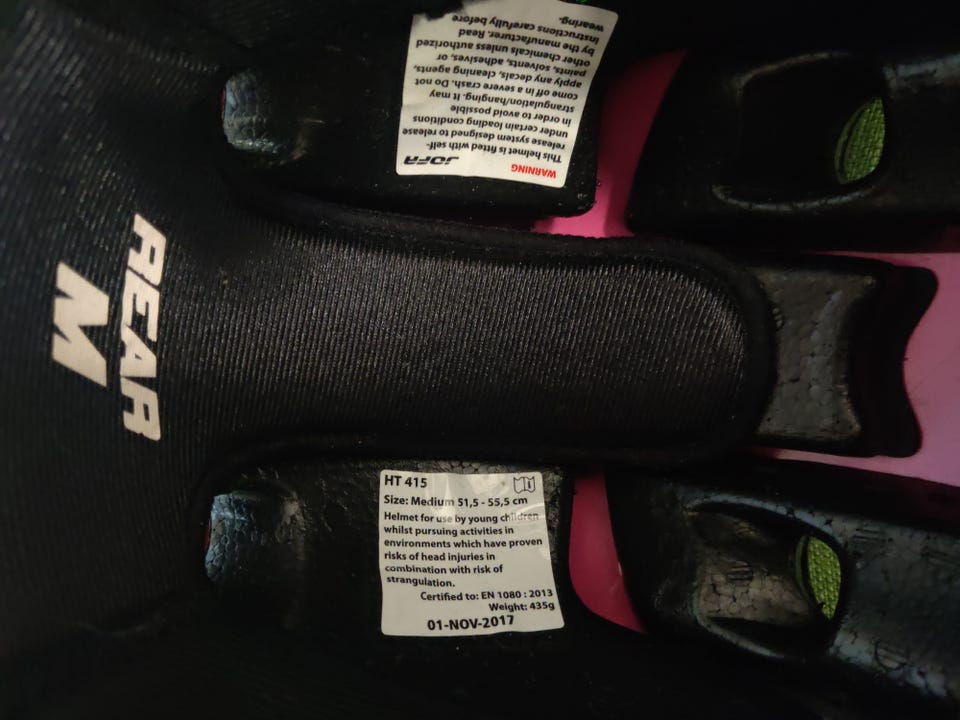 WARNING JOFA
This helmet is fitted with self-
release system designed to release
under certain loading conditions
in order to avoid possible
strangulation/hanging. It may
come off in a severe crash. Do not
apply any decals, cleaning agents,
paints, solvents, adhesives, or
other chemicals unless authorized
by the manufacturer. Read
instructions carefully before
wearing.
REAR
M
HT 415
Size: Medium 51,5 - 55,5 cm
Helmet for use by young children
whilst pursuing activities in
environments which have proven
risks of head injuries in
combination with risk of
strangulation.
Certified to: EN 1080 : 2013
Weight: 435g
01-NOV-2017